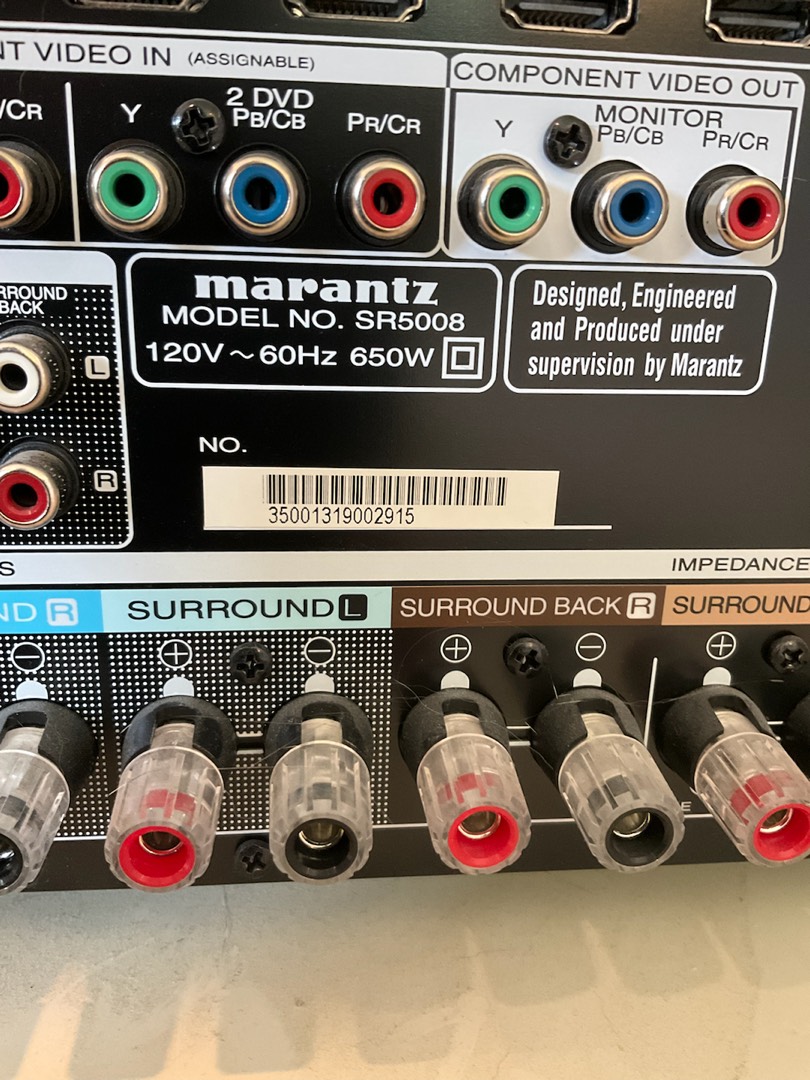 NT VIDEO IN (ASSIGNABLE)
COMPONENT VIDEO OUT
2 DVD
MONITOR
/CR Y PB/CB PR/CR
Y PB/CB PR/CR
RROUND
BACK
L
R
marantz
MODEL NO. SR5008
120V～60Hz 650W
Designed, Engineered
and Produced under
supervision by Marantz
NO.
35001319002915
S
IMPEDANCE
ND R
SURROUND L
SURROUND BACK R
SURROUND
− + − + − +
E